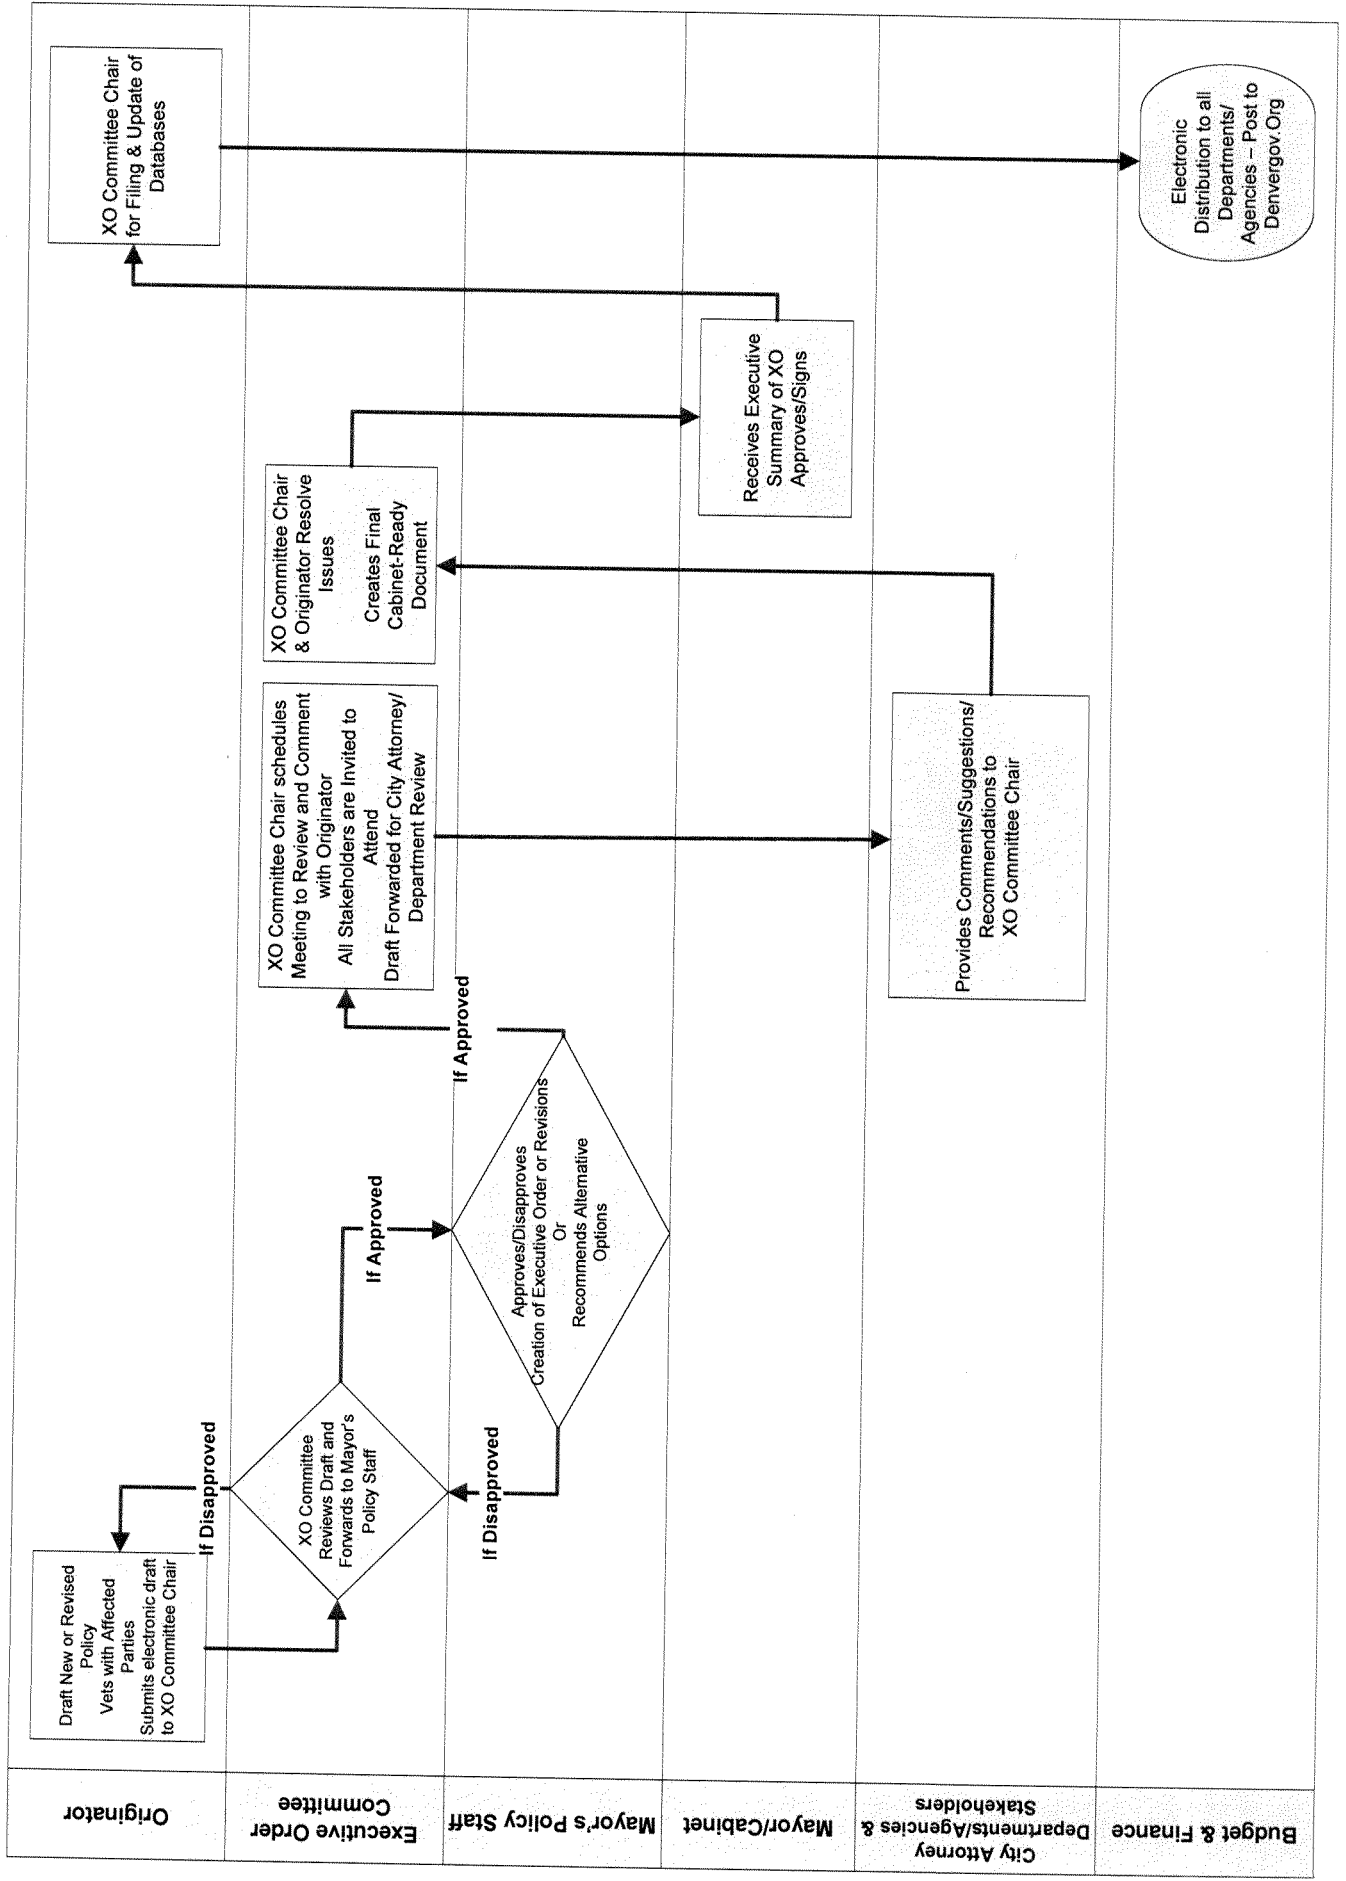 Originator
Executive Order
Committee
Mayor's Policy Staff
Mayor/Cabinet
City Attorney
Departments/Agencies &
Stakeholders
Budget & Finance
Draft New or Revised
Policy
Vets with Affected
Parties
Submits electronic draft
to XO Committee Chair
If Disapproved
XO Committee
Reviews Draft and
Forwards to Mayor's
Policy Staff
If Approved
If Disapproved
Approves/Disapproves
Creation of Executive Order or Revisions
Or
Recommends Alternative
Options
If Approved
XO Committee Chair schedules
Meeting to Review and Comment
with Originator
All Stakeholders are Invited to
Attend
Draft Forwarded for City Attorney/
Department Review
Provides Comments/Suggestions/
Recommendations to
XO Committee Chair
XO Committee Chair
& Originator Resolve
Issues
Creates Final
Cabinet-Ready
Document
Receives Executive
Summary of XO
Approves/Signs
XO Committee Chair
for Filing & Update of
Databases
Electronic
Distribution to all
Departments/
Agencies – Post to
Denvergov.Org